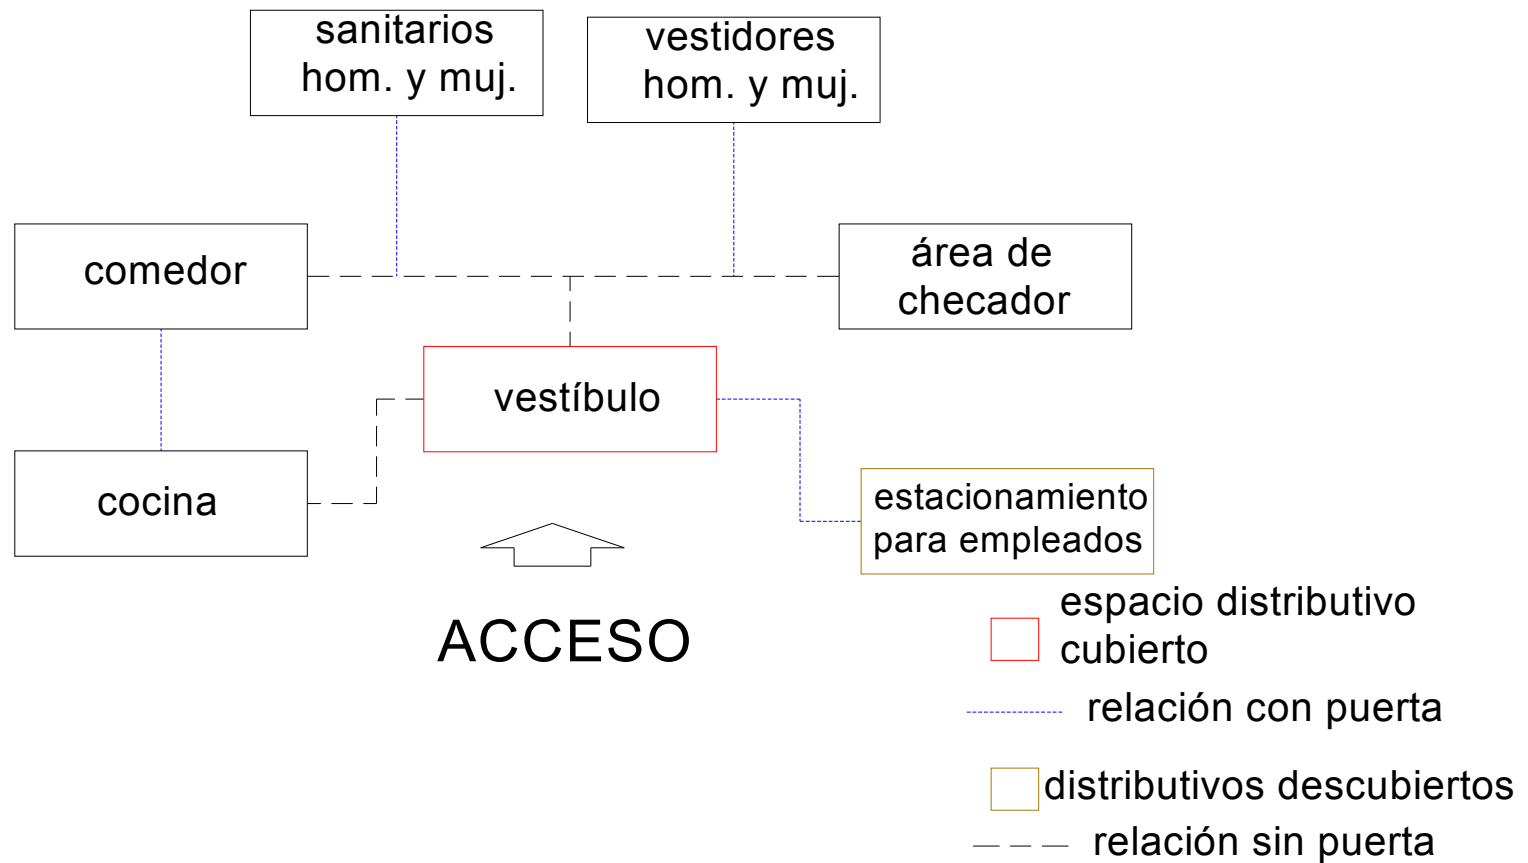 sanitarios
hom. y muj.
vestidores
hom. y muj.
comedor
área de
checador
vestíbulo
cocina
estacionamiento
para empleados
ACCESO
espacio distributivo
cubierto
relación con puerta
distributivos descubiertos
relación sin puerta